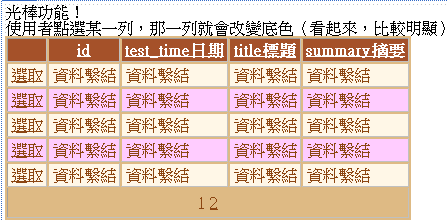 光棒功能！
使用者點選某一列，那一列就會改變底色（看起來，比較明顯）
id test_time日期 title標題 summary摘要
選取 資料繫結 資料繫結 資料繫結 資料繫結
選取 資料繫結 資料繫結 資料繫結 資料繫結
選取 資料繫結 資料繫結 資料繫結 資料繫結
選取 資料繫結 資料繫結 資料繫結 資料繫結
選取 資料繫結 資料繫結 資料繫結 資料繫結
1 2